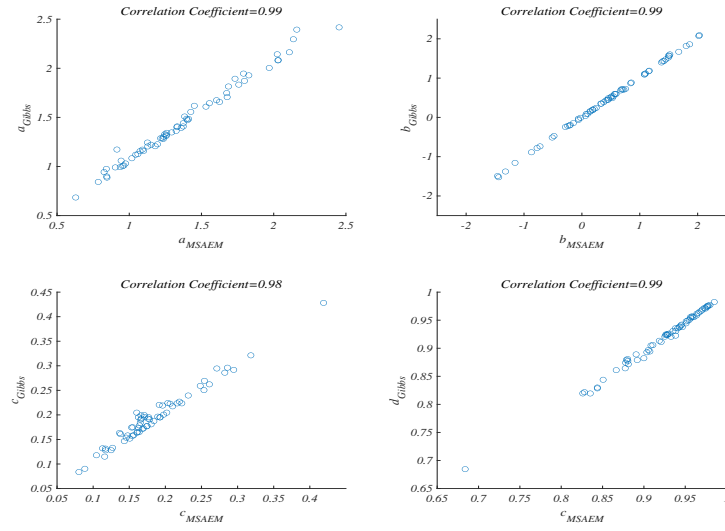 Correlation Coefficient=0.99
2.5
2
1.5
1
0.5
a_Gibbs
0.5 1 1.5 2 2.5
a_MSAEM
Correlation Coefficient=0.99
2
1
0
-1
-2
b_Gibbs
-2 -1 0 1 2
b_MSAEM
Correlation Coefficient=0.98
0.45
0.4
0.35
0.3
0.25
0.2
0.15
0.1
0.05
c_Gibbs
0.05 0.1 0.15 0.2 0.25 0.3 0.35 0.4
c_MSAEM
Correlation Coefficient=0.99
1
0.95
0.9
0.85
0.8
0.75
0.7
0.65
d_Gibbs
0.65 0.7 0.75 0.8 0.85 0.9 0.95
c_MSAEM